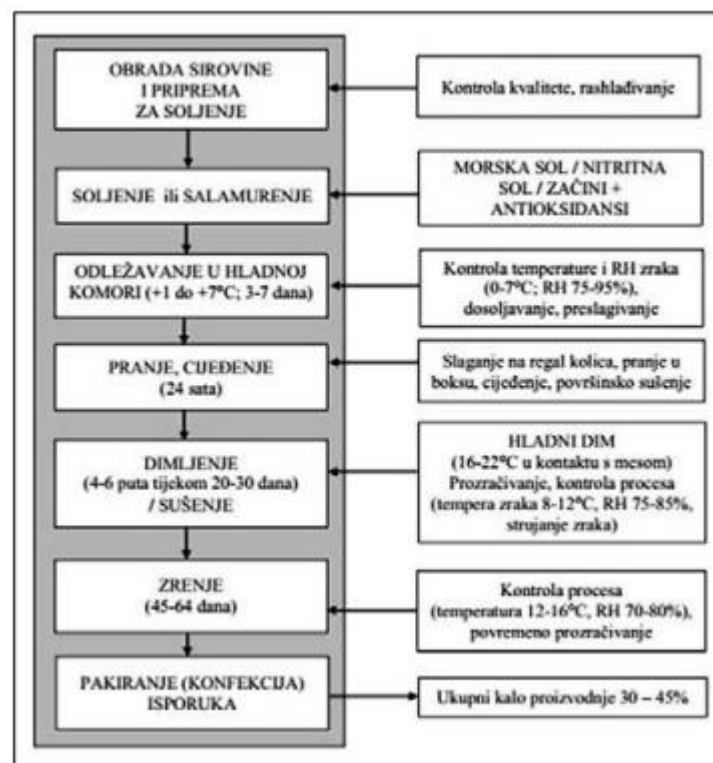 OBRADA SIROVINE
I PRIPREMA
ZA SOLJENJE
Kontrola kvalitete, rashlađivanje
SOLJENJE ili SALAMURENJE
MORSKA SOL / NITRITNA
SOL / ZAČINI +
ANTIOKSIDANSI
ODLEŽAVANJE U HLADNOJ
KOMORI (+1 do +7°C; 3-7 dana)
Kontrola temperature i RH zraka
(0-7°C; RH 75-95%),
dosoljavanje, preslagivanje
PRANJE, CIJEĐENJE
(24 sata)
Slaganje na regal kolica, pranje u
boksu, cijeđenje, površinsko sušenje
DIMLJENJE
(4-6 puta tijekom 20-30 dana)
/ SUŠENJE
HLADNI DIM
(16-22°C u kontaktu s mesom)
Prozračivanje, kontrola procesa
(tempera zraka 8-12°C, RH 75-85%,
strujanje zraka)
ZRENJE
(45-64 dana)
Kontrola procesa
(temperatura 12-16°C, RH 70-80%),
povremeno prozračivanje
PAKIRANJE (KONFEKCIJA)
ISPORUKA
Ukupni kalo proizvodnje 30 – 45%